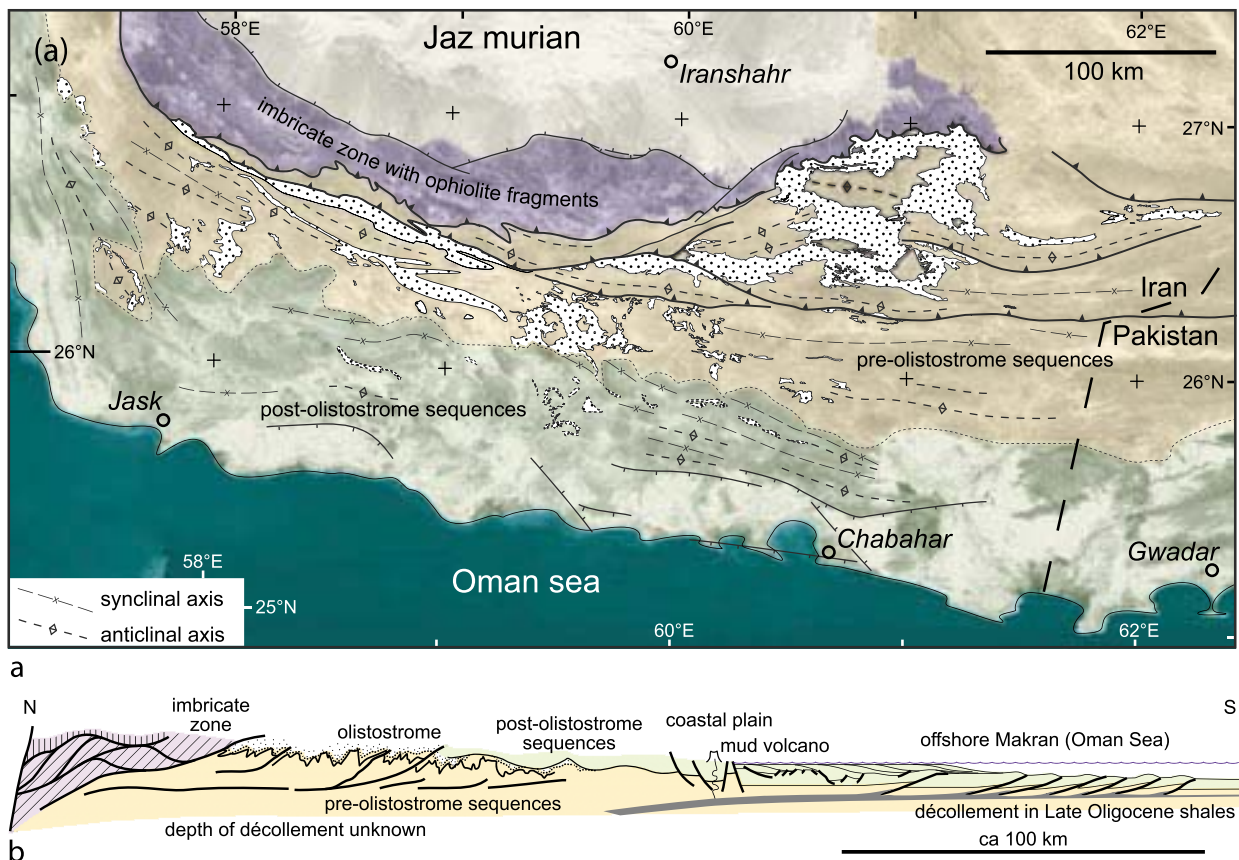 58°E
60°E
62°E
(a)
Jaz murian
Iranshahr
100 km
imbricate zone with ophiolite fragments
27°N
Iran
Pakistan
26°N
pre-olistostrome sequences
26°N
Jask
post-olistostrome sequences
Chabahar
Gwadar
58°E
Oman sea
synclinal axis
25°N
anticlinal axis
60°E
62°E
a
N
imbricate
zone
olistostrome
post-olistostrome
sequences
coastal plain
mud volcano
offshore Makran (Oman Sea)
S
pre-olistostrome sequences
depth of décollement unknown
décollement in Late Oligocene shales
ca 100 km
b